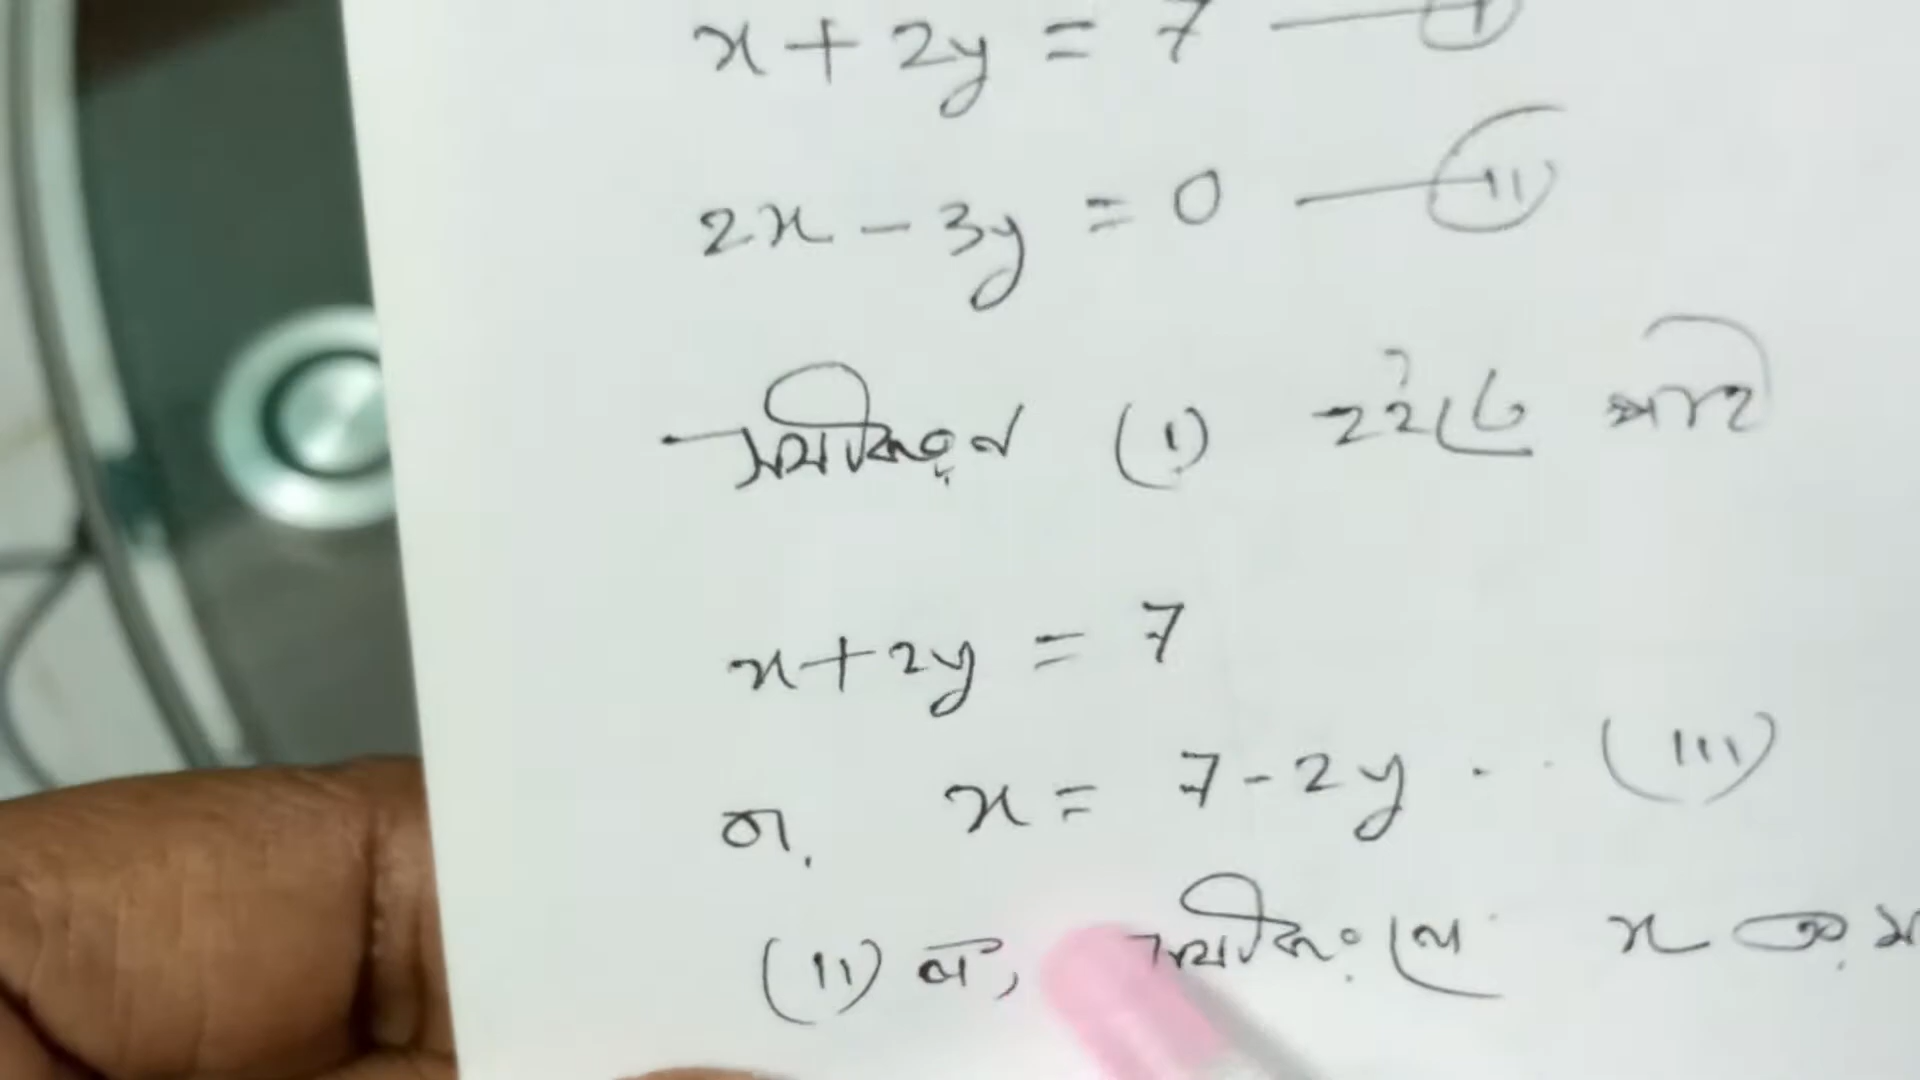 x + 2y = 7 — (I)
2x - 3y = 0 — (II)
সমীকরণ (I) হইতে পাই
x + 2y = 7
বা, x = 7 - 2y . . (III)
(II) নং সমীকরণে x এর